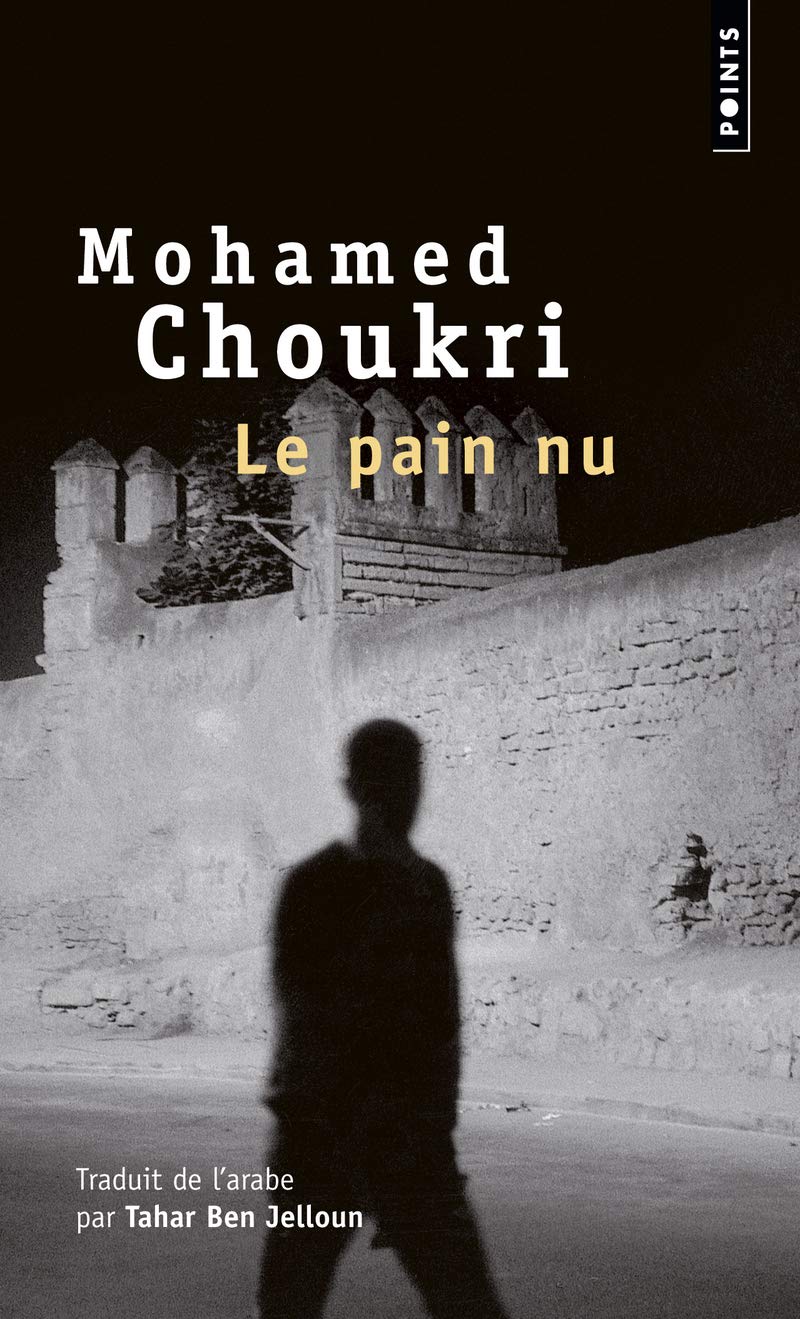 POINTS
Mohamed
Choukri
Le pain nu
Traduit de l'arabe
par Tahar Ben Jelloun